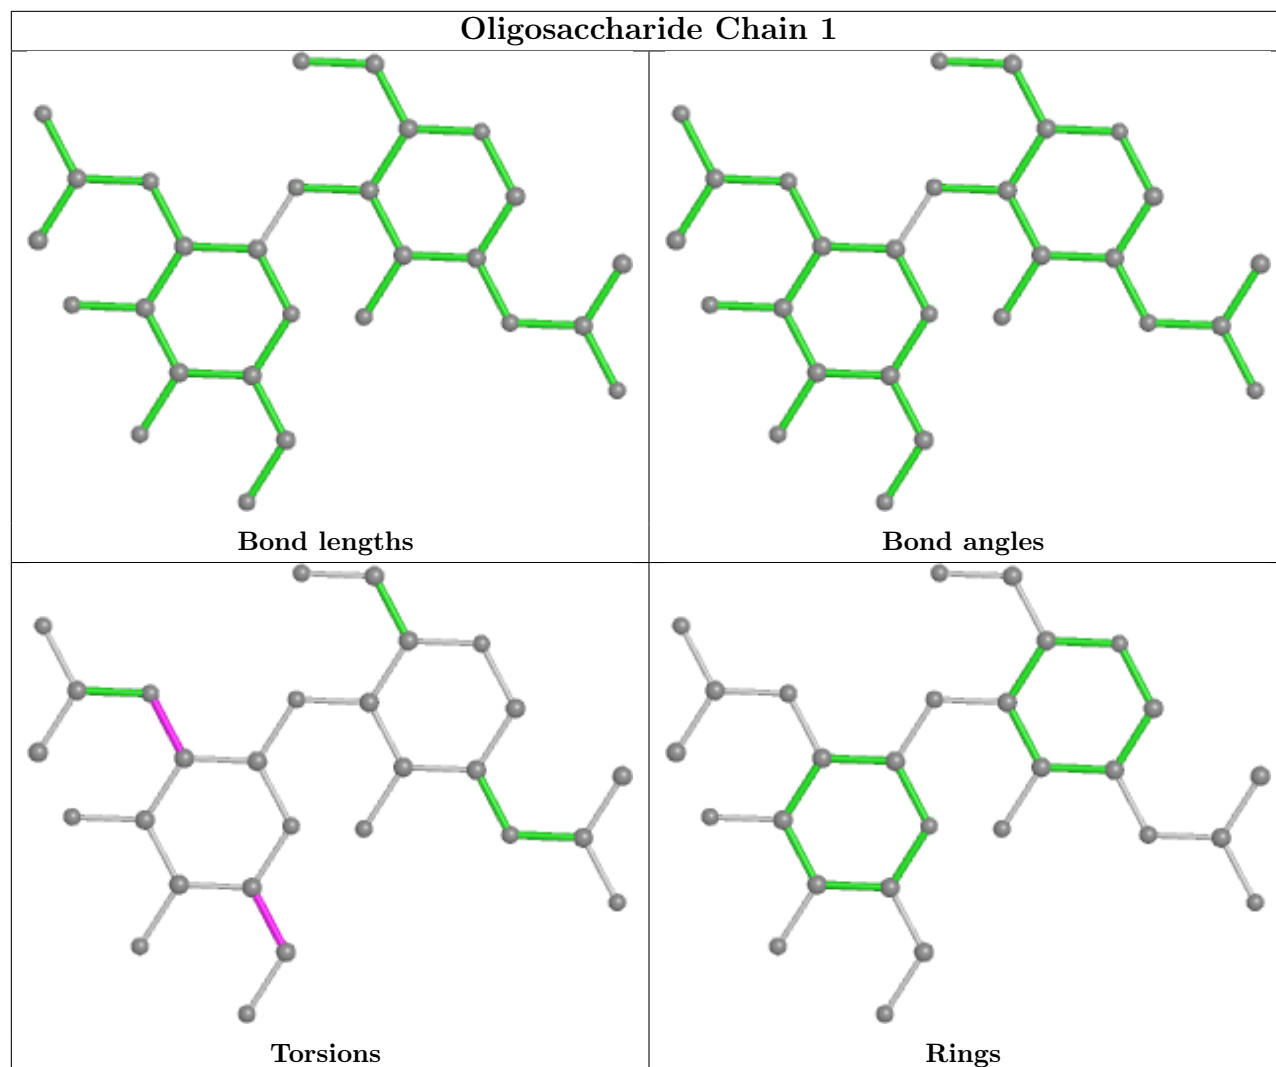 Oligosaccharide Chain 1
Bond lengths
Bond angles
Torsions
Rings